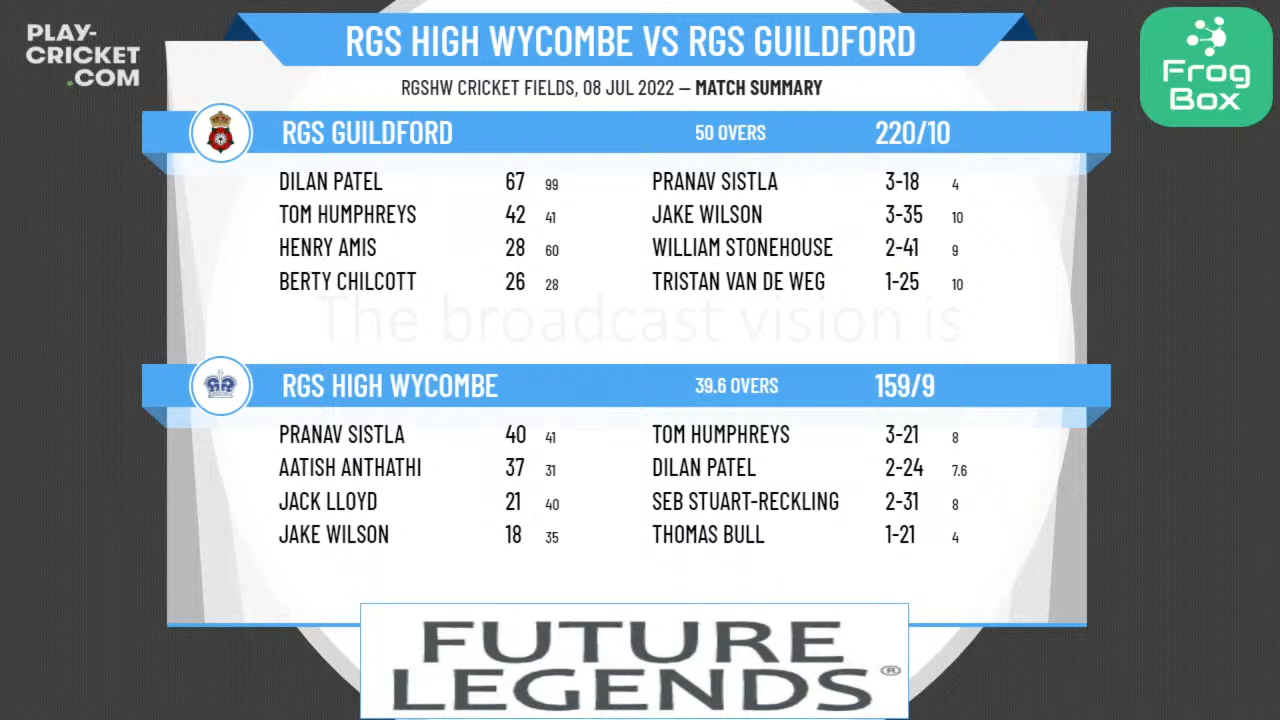 PLAY-
CRICKET
.COM
RGS HIGH WYCOMBE VS RGS GUILDFORD
Frog
Box
RGSHW CRICKET FIELDS, 08 JUL 2022 – MATCH SUMMARY
RGS GUILDFORD 50 OVERS 220/10
DILAN PATEL 67 99 PRANAV SISTLA 3-18 4
TOM HUMPHREYS 42 41 JAKE WILSON 3-35 10
HENRY AMIS 28 60 WILLIAM STONEHOUSE 2-41 9
BERTY CHILCOTT 26 28 TRISTAN VAN DE WEG 1-25 10
The broadcast vision is
RGS HIGH WYCOMBE 39.6 OVERS 159/9
PRANAV SISTLA 40 41 TOM HUMPHREYS 3-21 8
AATISH ANTHATHI 37 31 DILAN PATEL 2-24 7.6
JACK LLOYD 21 40 SEB STUART-RECKLING 2-31 8
JAKE WILSON 18 35 THOMAS BULL 1-21 4
FUTURE
LEGENDS®